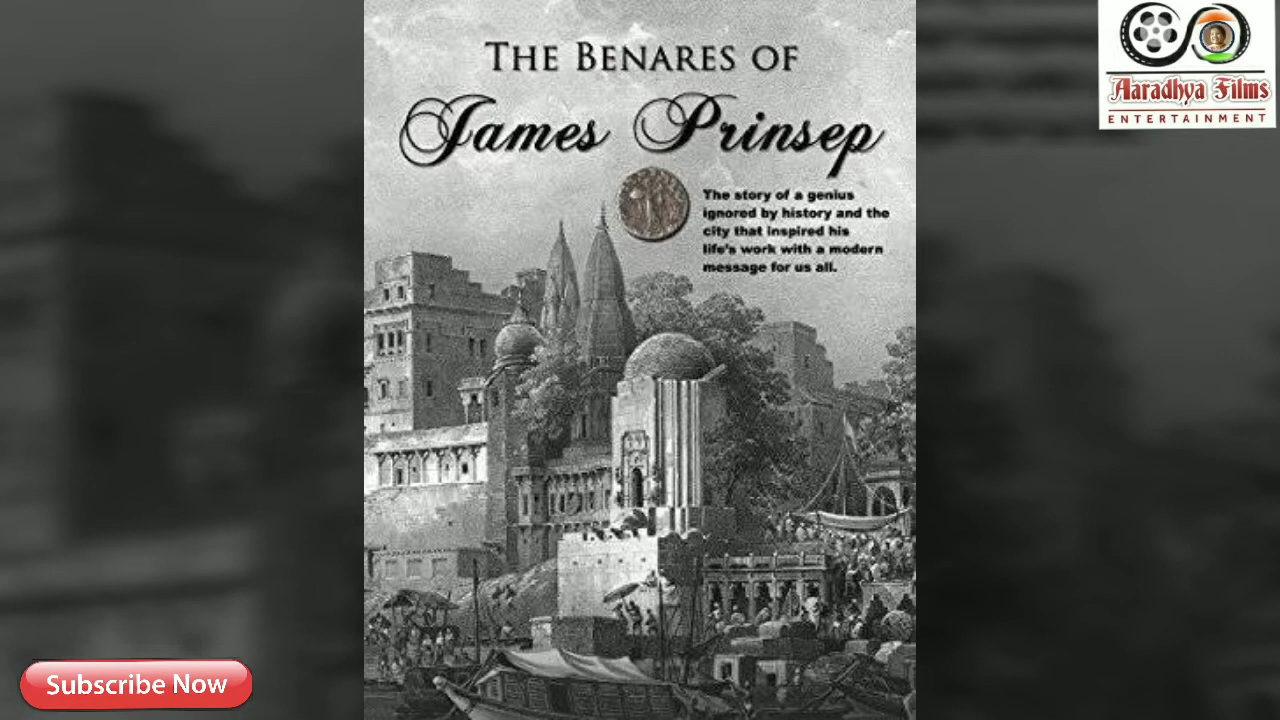 THE BENARES OF
James Prinsep
The story of a genius
ignored by history and the
city that inspired his
life's work with a modern
message for us all.
Aaradhya Films
ENTERTAINMENT
Subscribe Now